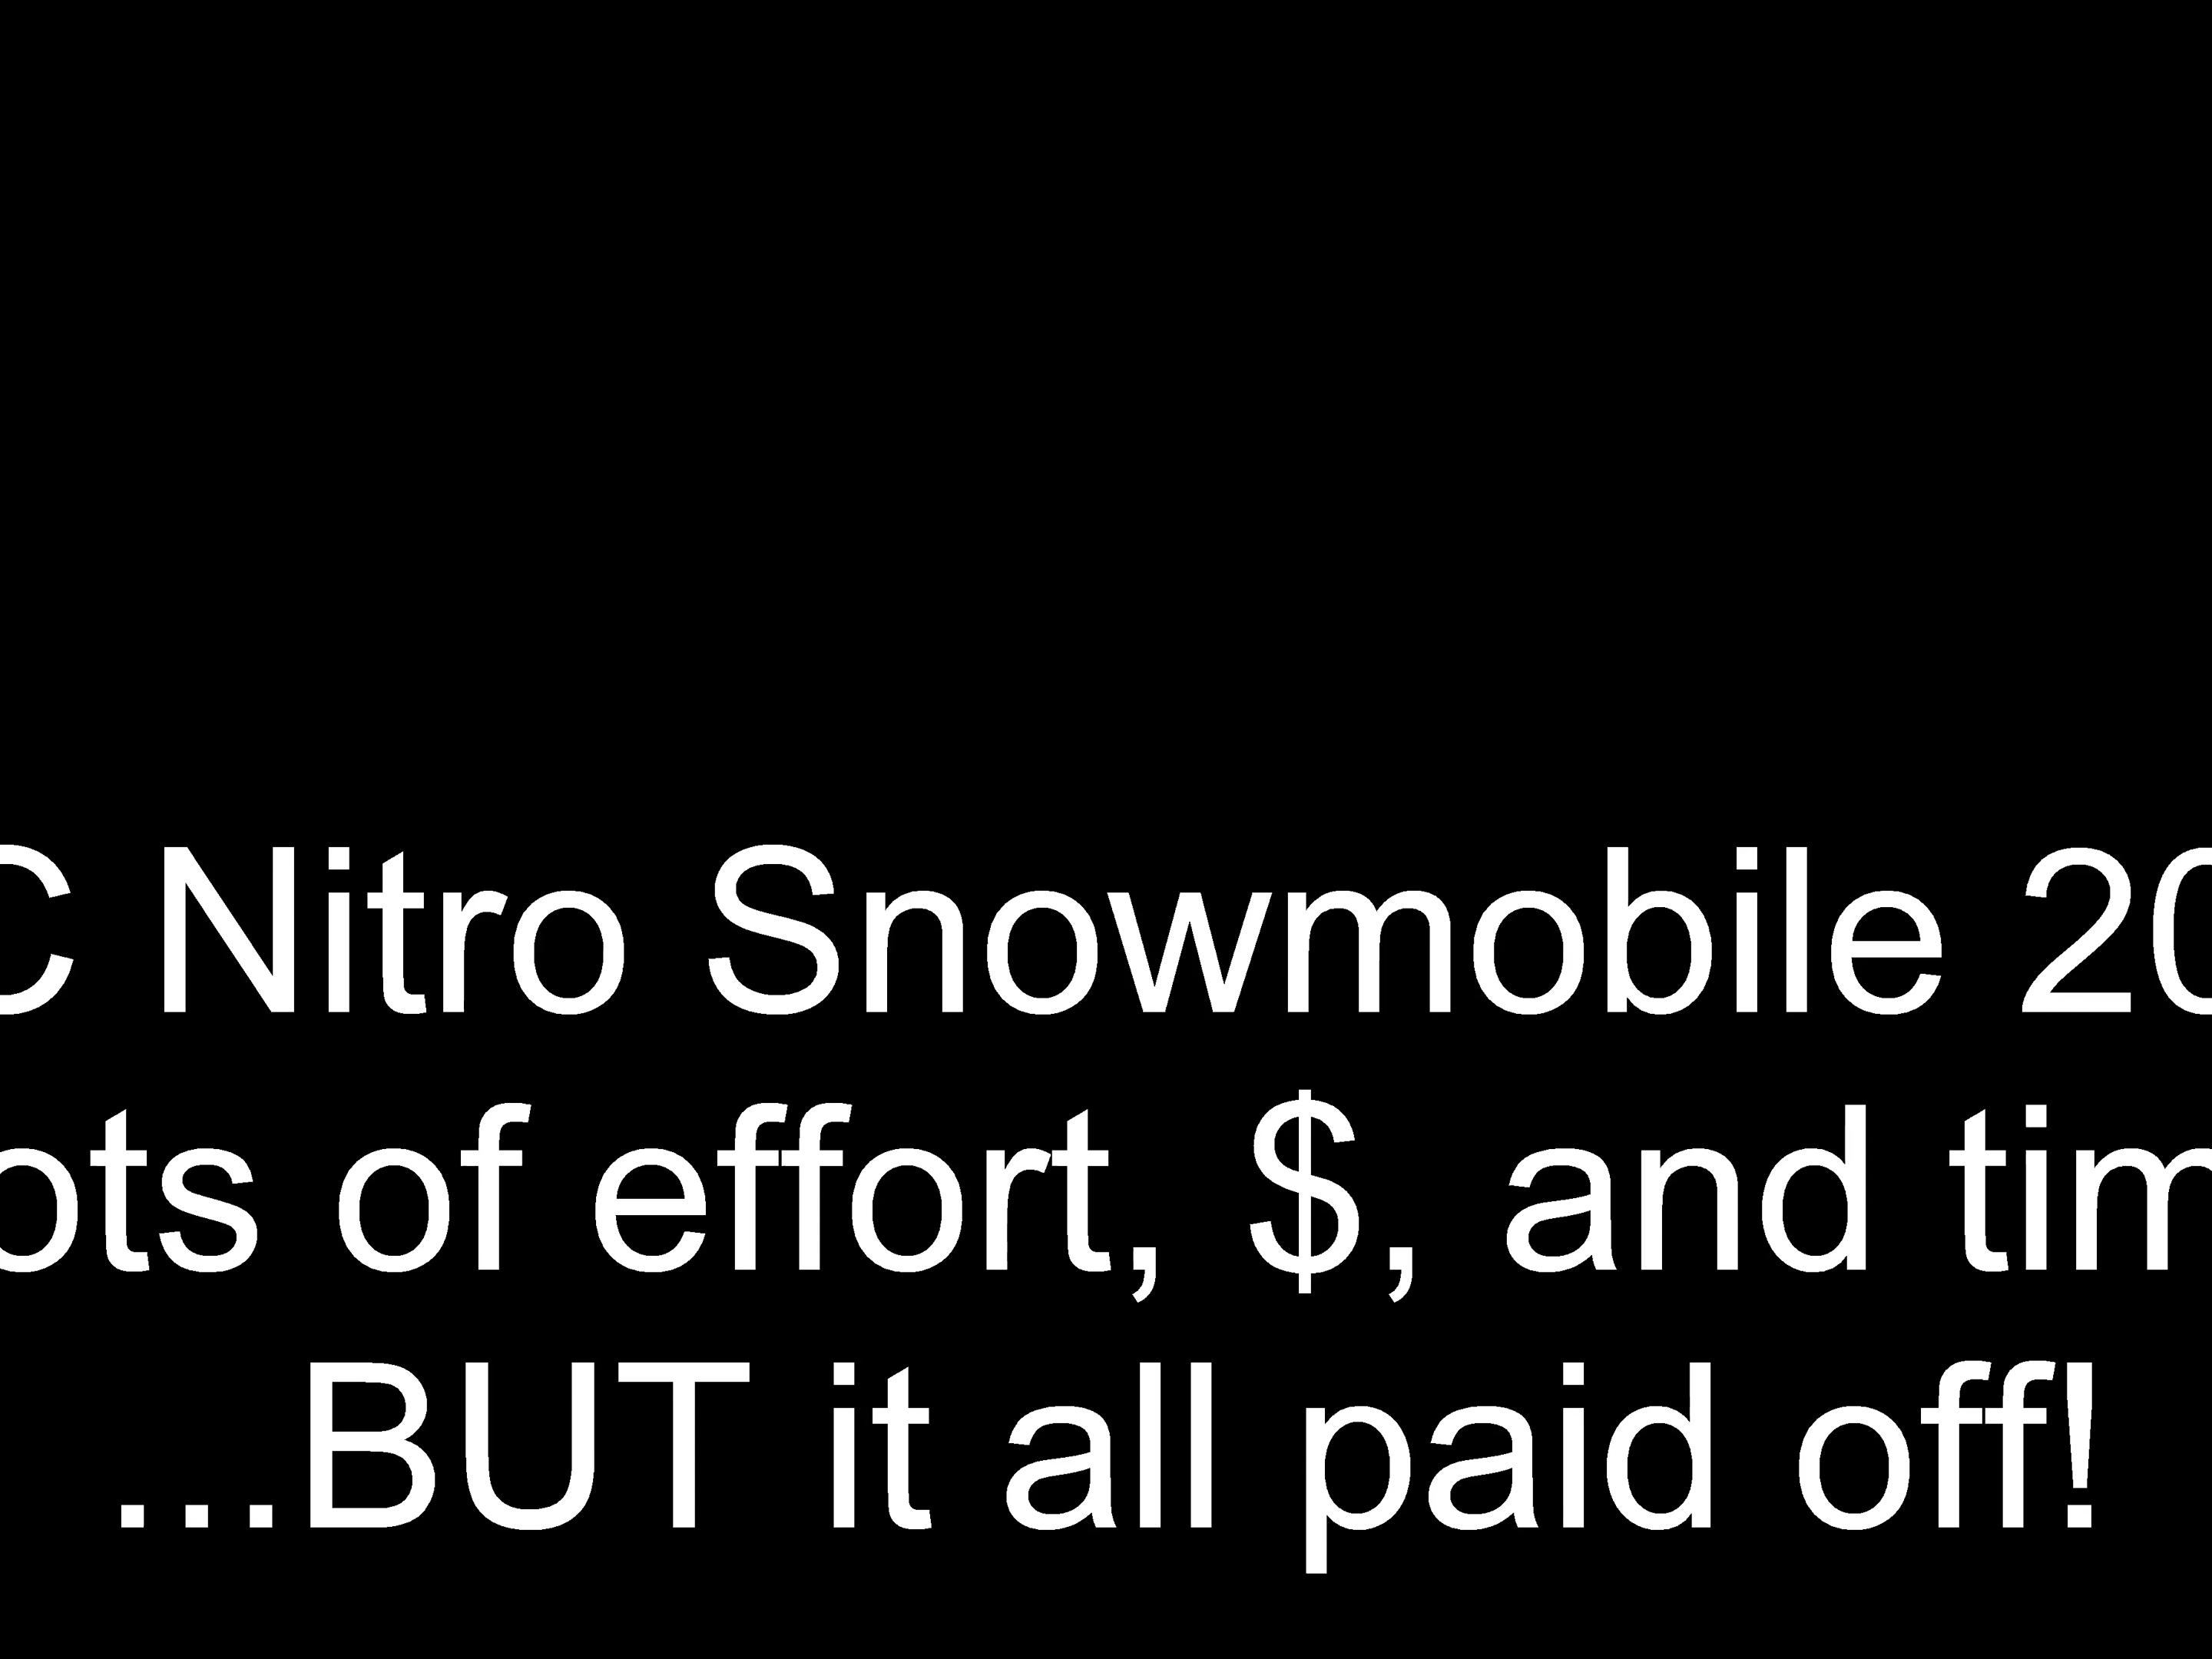 C Nitro Snowmobile 20
ots of effort, $, and tim
...BUT it all paid off!